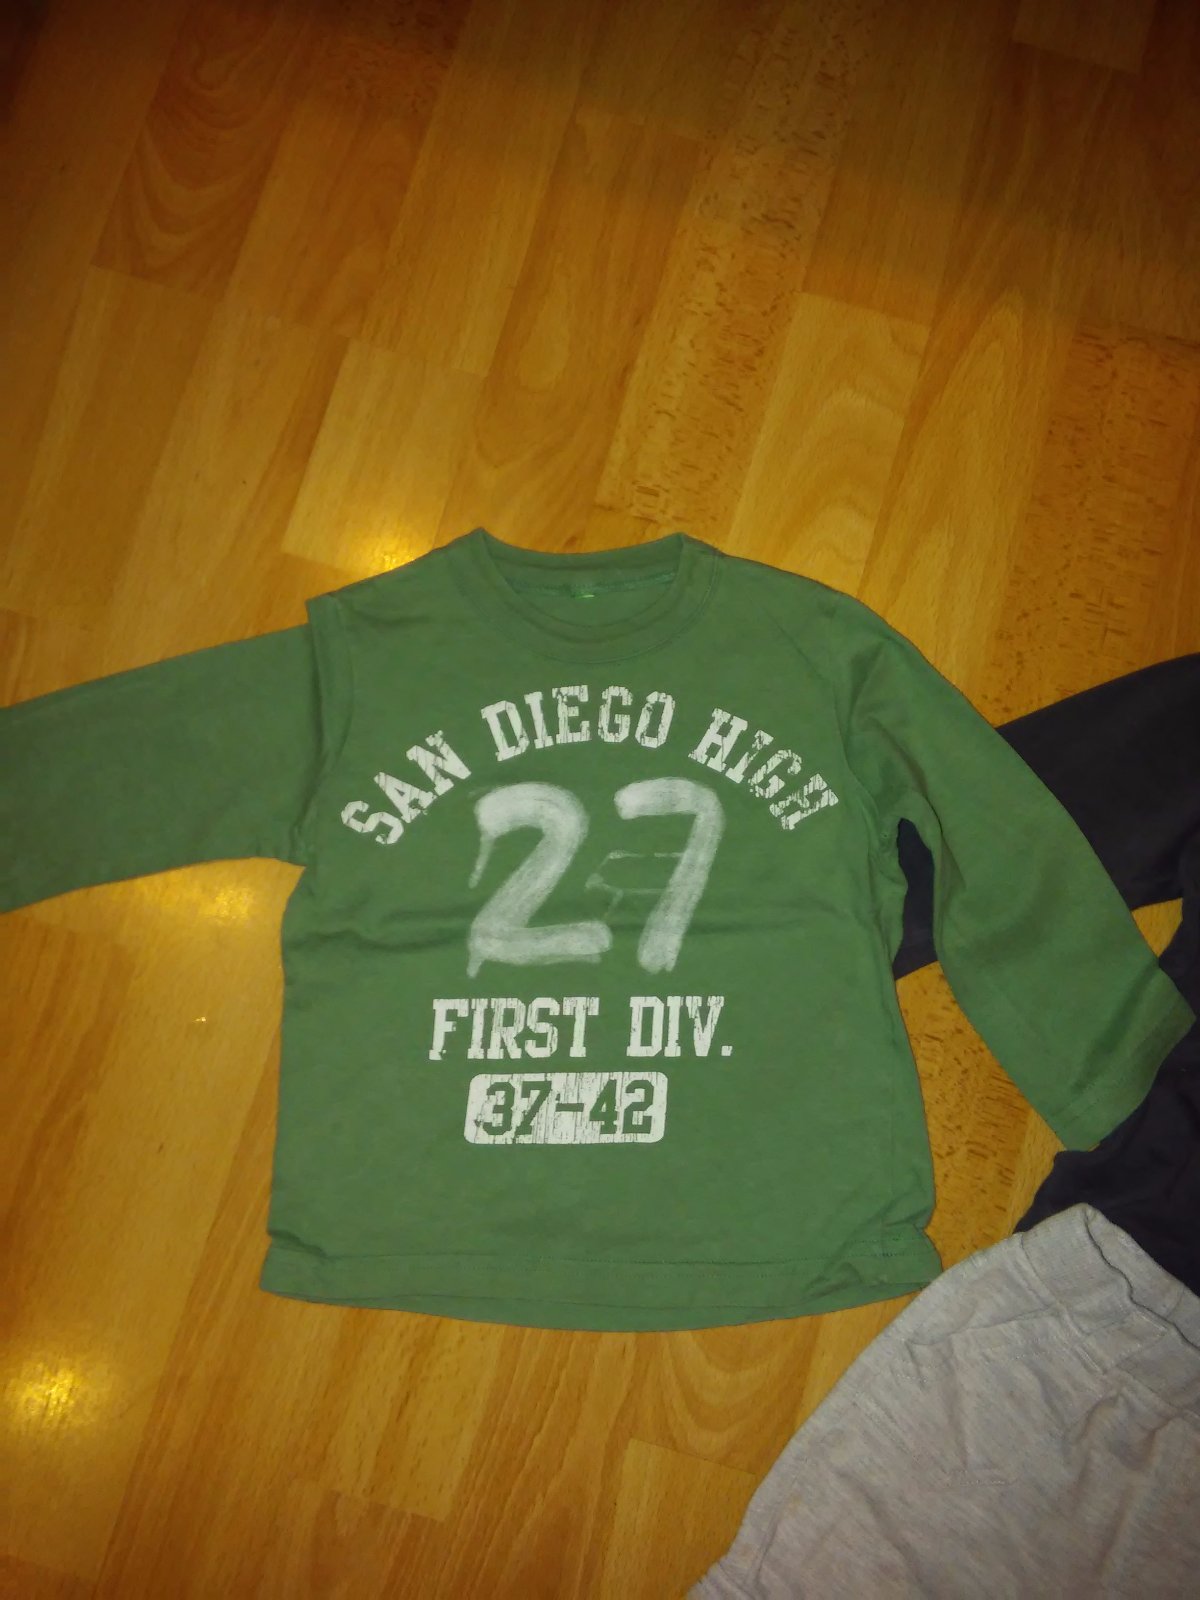 SAN DIEGO HIGH
27
FIRST DIV.
37-42